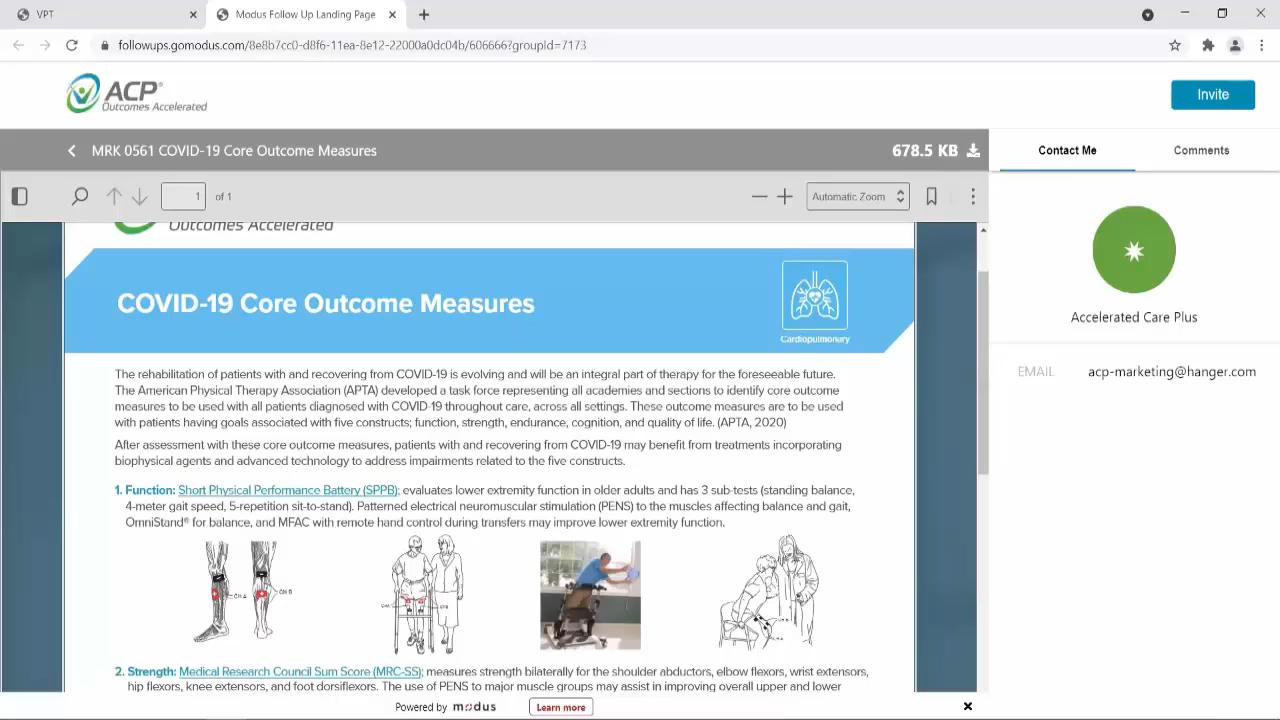 VPT
Modus Follow Up Landing Page
followups.gomodus.com/8e8b7cc0-d8f6-11ea-8e12-22000a0dc04b/606666?groupId=7173
ACP®
Outcomes Accelerated
Invite
MRK 0561 COVID-19 Core Outcome Measures
678.5 KB
Contact Me
Comments
1
of 1
Automatic Zoom
Outcomes Accelerated
COVID-19 Core Outcome Measures
Cardiopulmonary
Accelerated Care Plus
EMAIL acp-marketing@hanger.com
The rehabilitation of patients with and recovering from COVID-19 is evolving and will be an integral part of therapy for the foreseeable future.
The American Physical Therapy Association (APTA) developed a task force representing all academies and sections to identify core outcome
measures to be used with all patients diagnosed with COVID-19 throughout care, across all settings. These outcome measures are to be used
with patients having goals associated with five constructs; function, strength, endurance, cognition, and quality of life. (APTA, 2020)
After assessment with these core outcome measures, patients with and recovering from COVID-19 may benefit from treatments incorporating
biophysical agents and advanced technology to address impairments related to the five constructs.
1. Function: Short Physical Performance Battery (SPPB); evaluates lower extremity function in older adults and has 3 sub-tests (standing balance,
4-meter gait speed, 5-repetition sit-to-stand). Patterned electrical neuromuscular stimulation (PENS) to the muscles affecting balance and gait,
OmniStand® for balance, and MFAC with remote hand control during transfers may improve lower extremity function.
CH A
CH B
2. Strength: Medical Research Council Sum Score (MRC-SS); measures strength bilaterally for the shoulder abductors, elbow flexors, wrist extensors,
hip flexors, knee extensors, and foot dorsiflexors. The use of PENS to major muscle groups may assist in improving overall upper and lower
Powered by modus
Learn more